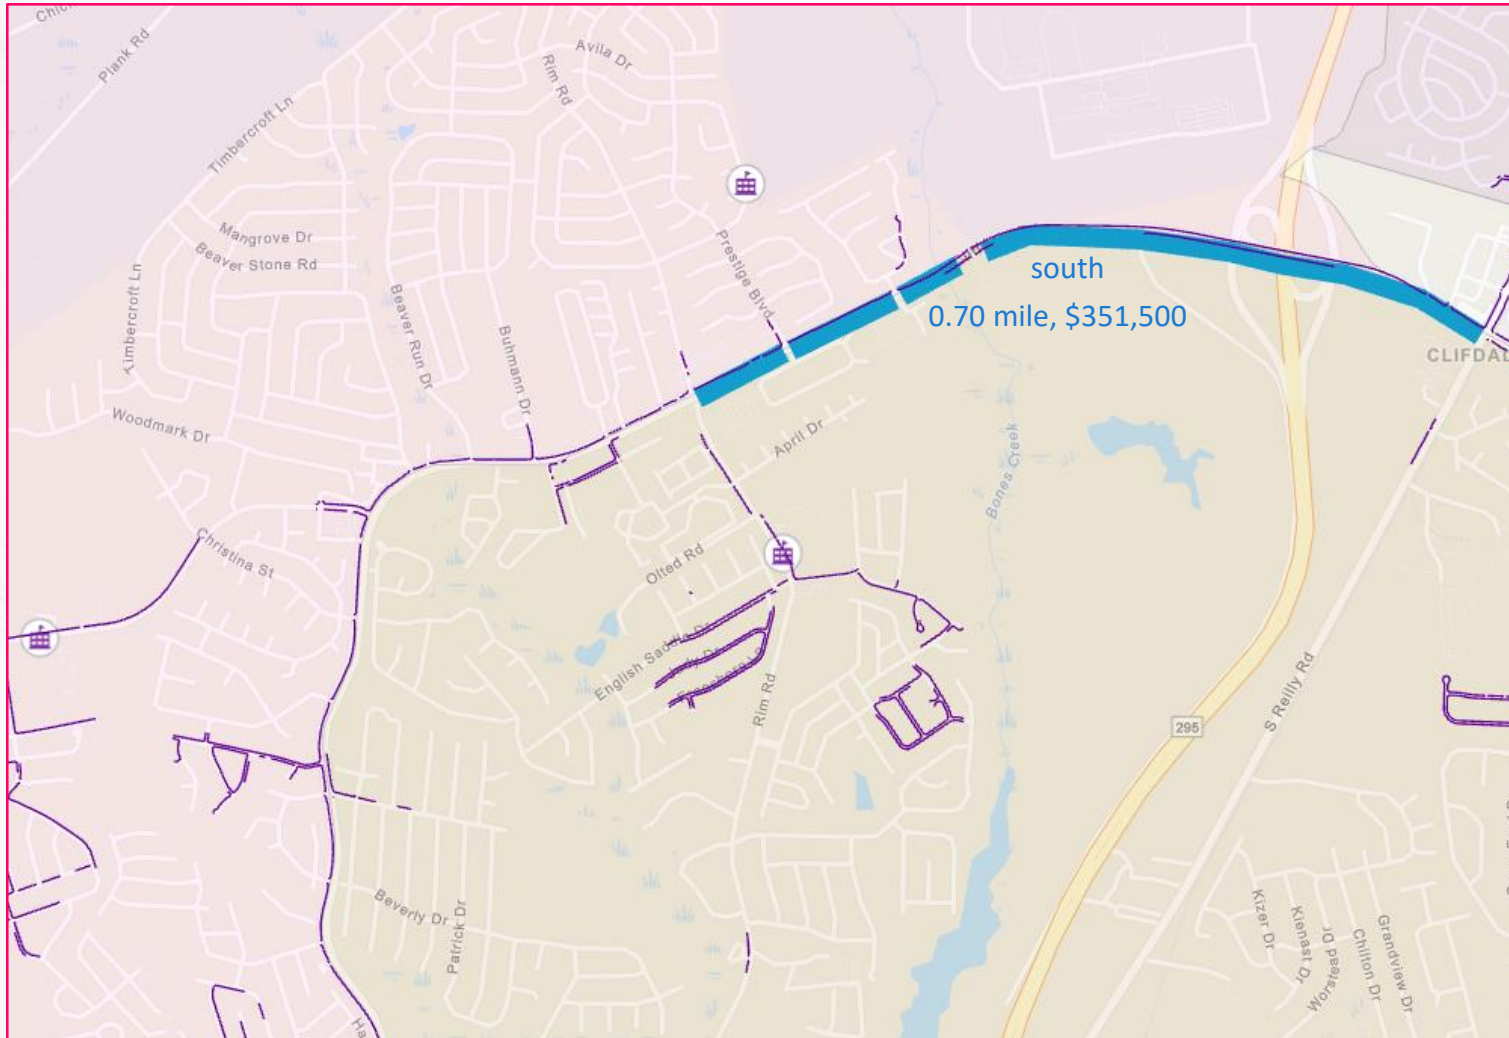 Plank Rd
Avila Dr
Rim Rd
Timbercroft Ln
Mangrove Dr
Beaver Stone Rd
Prestige Blvd
south
0.70 mile, $351,500
Timbercroft Ln
Beaver Run Dr
Buhmann Dr
CLIFDAL
Woodmark Dr
April Dr
Bones Creek
Christina St
Olted Rd
English Saddle Dr
Judy Dr
Rim Rd
S Reilly Rd
295
Beverly Dr
Patrick Dr
Kizer Dr
Kienast Dr
Worstead Dr
Chilton Dr
Grandview Dr
Ha